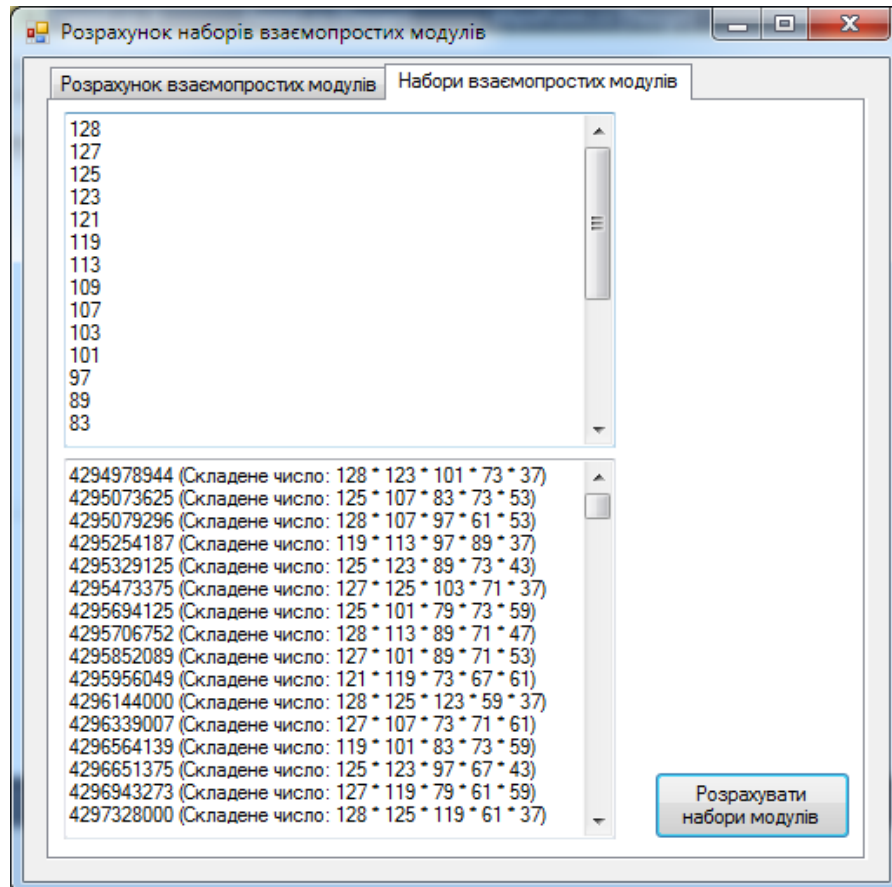 Розрахунок наборів взаємопростих модулів
Розрахунок взаємопростих модулів
Набори взаємопростих модулів
128
127
125
123
121
119
113
109
107
103
101
97
89
83
4294978944 (Складене число: 128 * 123 * 101 * 73 * 37)
4295073625 (Складене число: 125 * 107 * 83 * 73 * 53)
4295079296 (Складене число: 128 * 107 * 97 * 61 * 53)
4295254187 (Складене число: 119 * 113 * 97 * 89 * 37)
4295329125 (Складене число: 125 * 123 * 89 * 73 * 43)
4295473375 (Складене число: 127 * 125 * 103 * 71 * 37)
4295694125 (Складене число: 125 * 101 * 79 * 73 * 59)
4295706752 (Складене число: 128 * 113 * 89 * 71 * 47)
4295852089 (Складене число: 127 * 101 * 89 * 71 * 53)
4295956049 (Складене число: 121 * 119 * 73 * 67 * 61)
4296144000 (Складене число: 128 * 125 * 123 * 59 * 37)
4296339007 (Складене число: 127 * 107 * 73 * 71 * 61)
4296564139 (Складене число: 119 * 101 * 83 * 73 * 59)
4296651375 (Складене число: 125 * 123 * 97 * 67 * 43)
4296943273 (Складене число: 127 * 119 * 79 * 61 * 59)
4297328000 (Складене число: 128 * 125 * 119 * 61 * 37)
Розрахувати
набори модулів